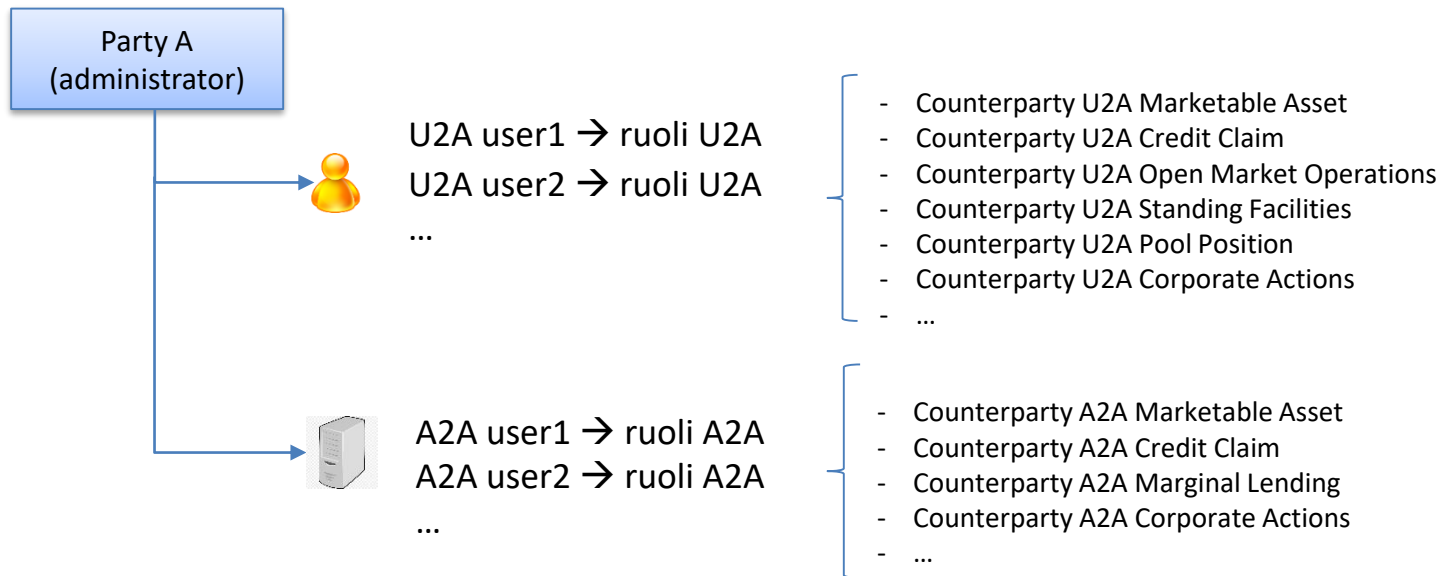 Party A
(administrator)
U2A user1 → ruoli U2A
U2A user2 → ruoli U2A
…
- Counterparty U2A Marketable Asset
- Counterparty U2A Credit Claim
- Counterparty U2A Open Market Operations
- Counterparty U2A Standing Facilities
- Counterparty U2A Pool Position
- Counterparty U2A Corporate Actions
- …
A2A user1 → ruoli A2A
A2A user2 → ruoli A2A
…
- Counterparty A2A Marketable Asset
- Counterparty A2A Credit Claim
- Counterparty A2A Marginal Lending
- Counterparty A2A Corporate Actions
- …